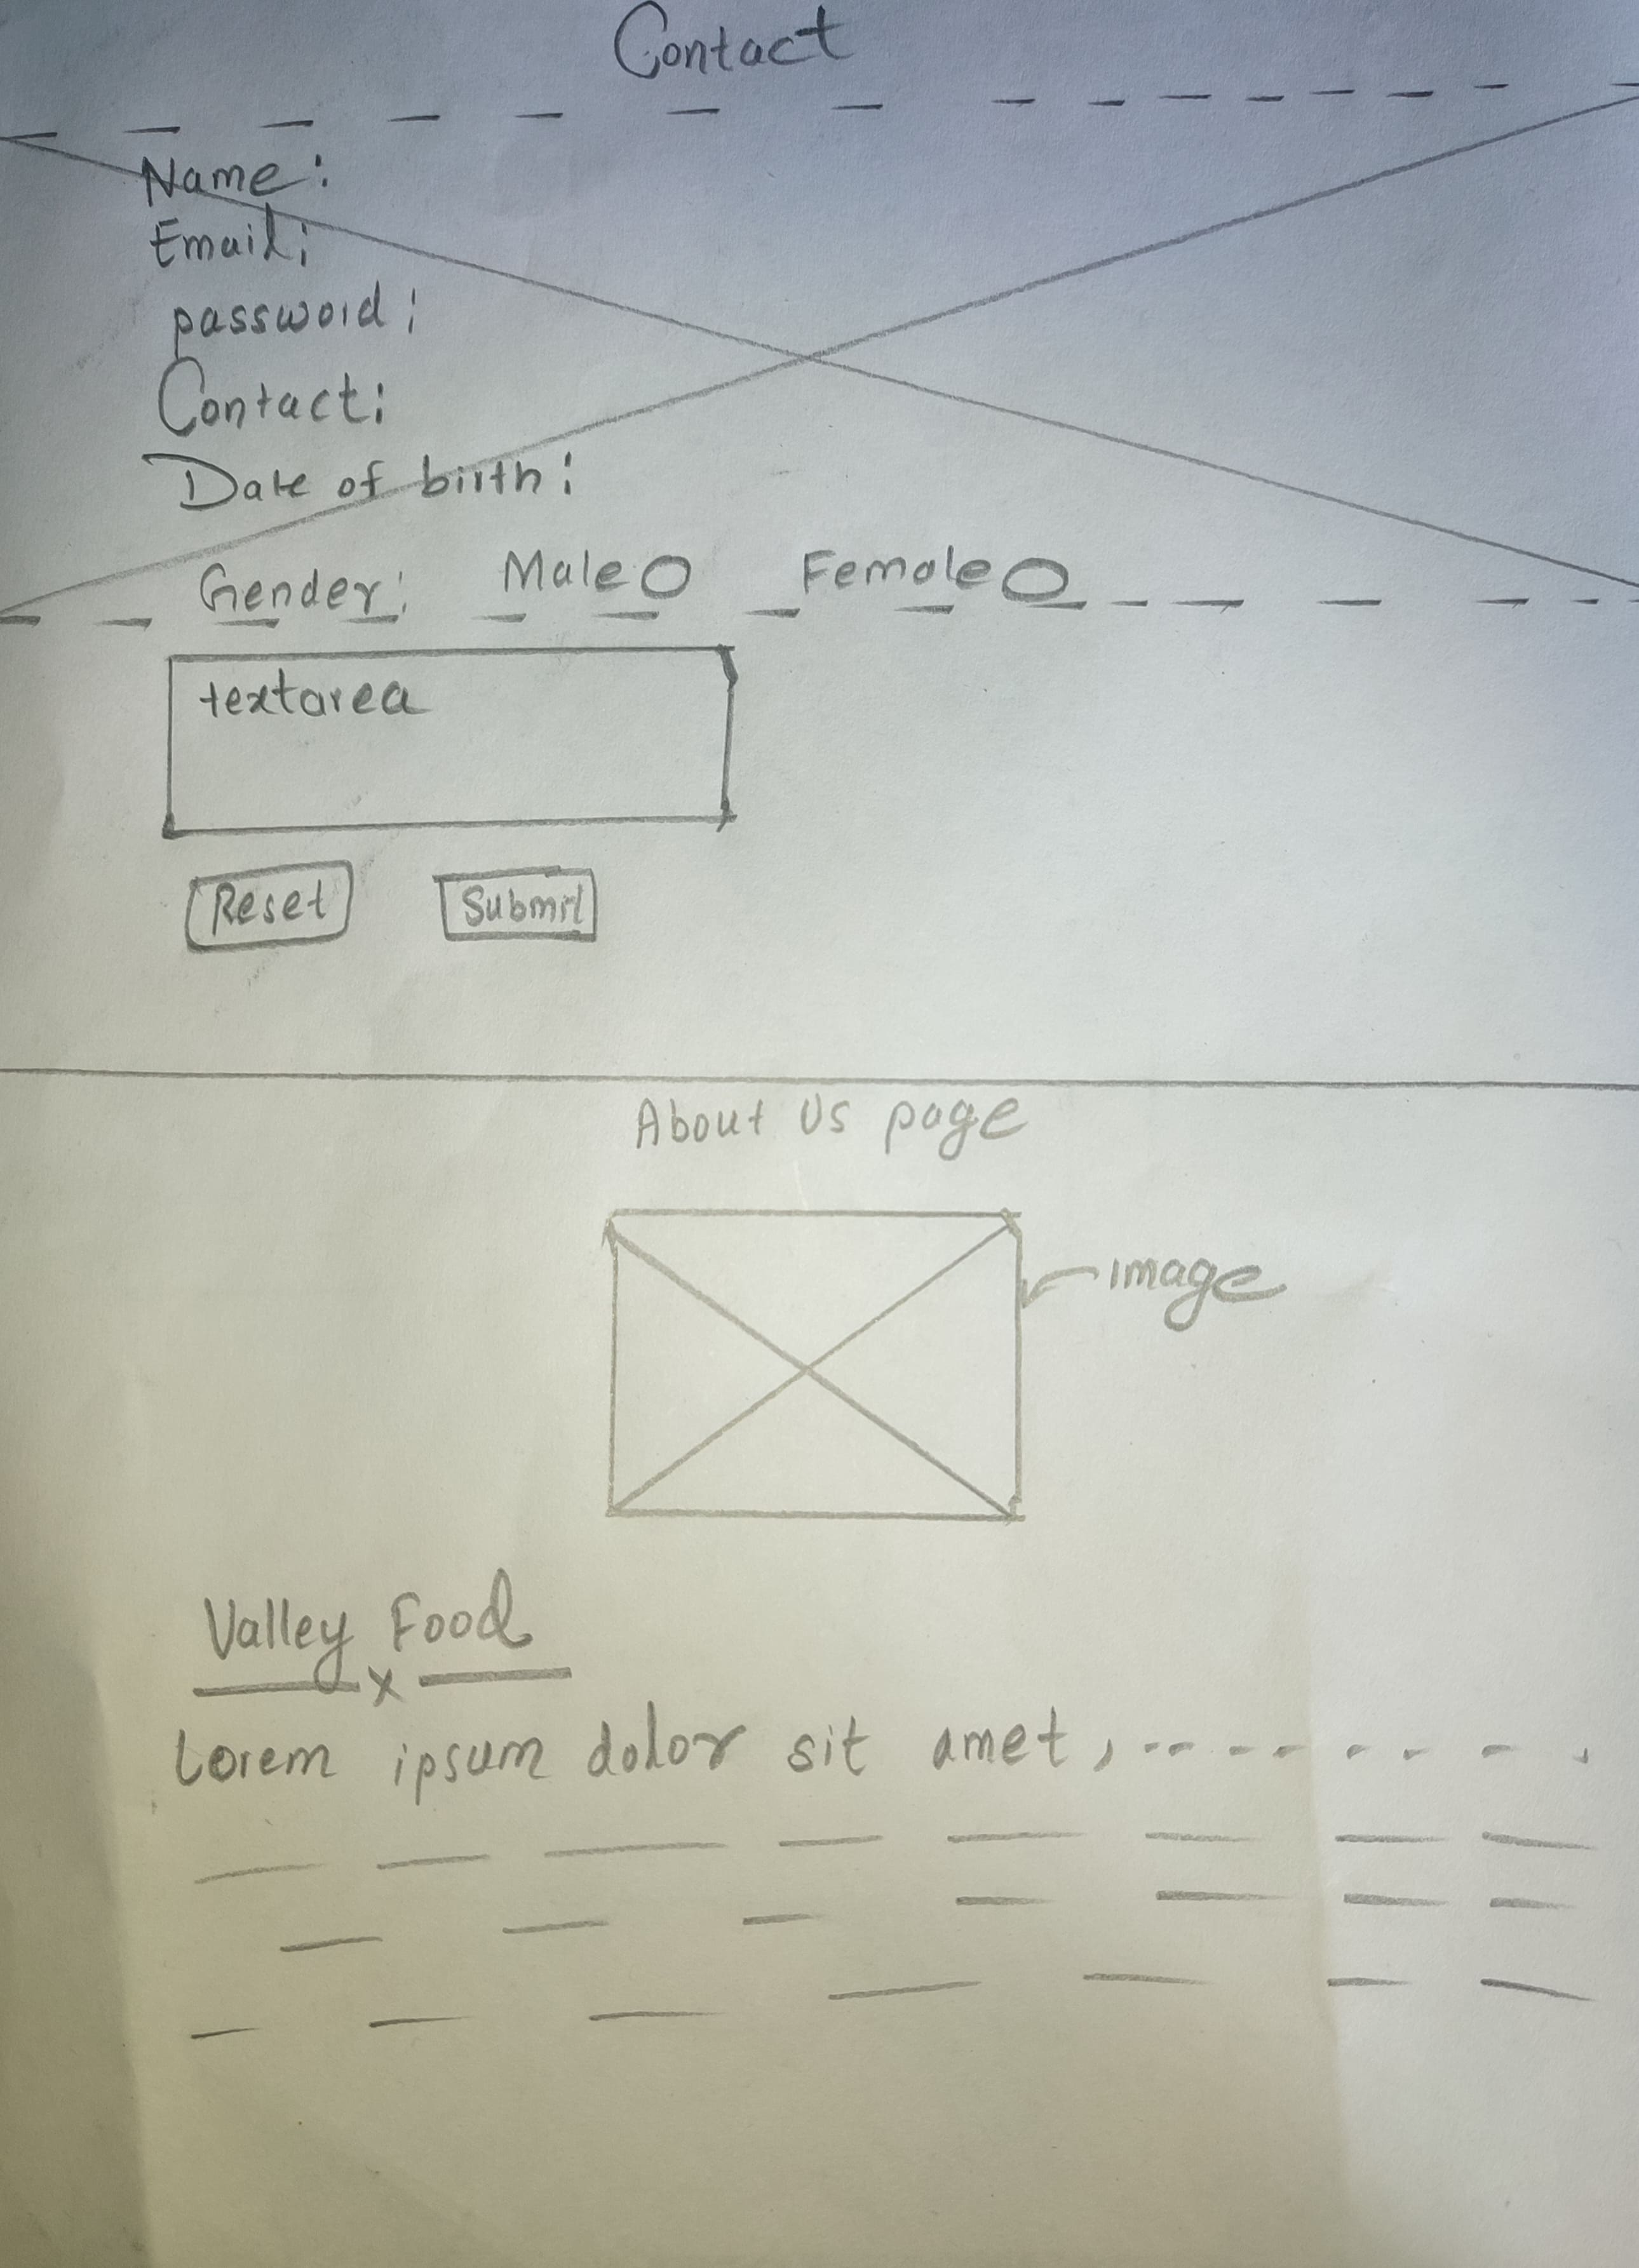 Contact
Name:
Email:
password:
Contact:
Date of birth:
Gender: Male Female
textarea
Reset Submit
About Us page
image
Valley Food
x
Lorem ipsum dolor sit amet, - - - - - - - .